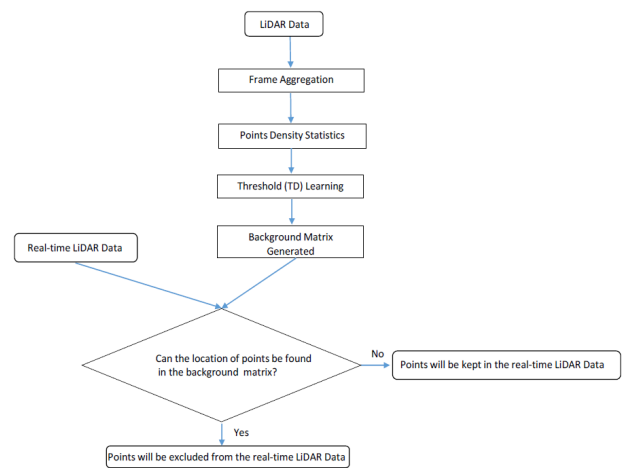 LiDAR Data
Frame Aggregation
Points Density Statistics
Threshold (TD) Learning
Background Matrix
Generated
Real-time LiDAR Data
Can the location of points be found
in the background matrix?
No
Points will be kept in the real-time LiDAR Data
Yes
Points will be excluded from the real-time LiDAR Data